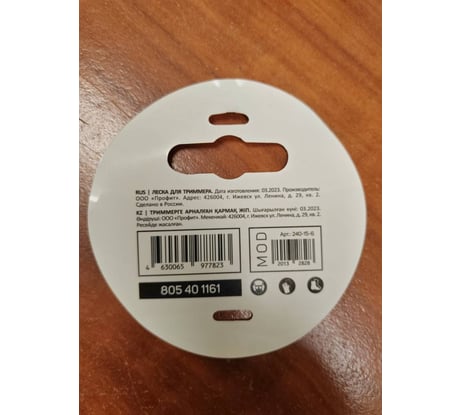 RUS | ЛЕСКА ДЛЯ ТРИММЕРА. Дата изготовления: 03.2023. Производитель:
ООО «Профит». Адрес: 426004, г. Ижевск ул. Ленина, д. 29, кв. 2.
Сделано в России.
KZ | ТРИММЕРГЕ АРНАЛҒАН ҚАРМАҚ ЖІП. Шығарылған күні: 03.2023.
Өндіруші: ООО «Профит». Мекенжай: 426004, г. Ижевск ул. Ленина, д. 29, кв. 2.
Ресейде жасалған.
4 630065 977823
MOD
Арт. 240-15-6
2013 2828
805 40 1161